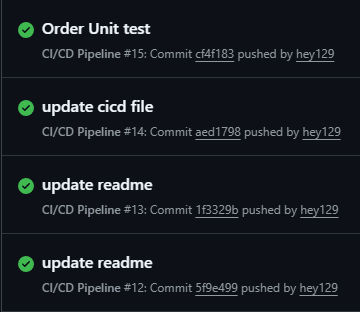 Order Unit test
CI/CD Pipeline #15: Commit cf4f183 pushed by hey129
update cicd file
CI/CD Pipeline #14: Commit aed1798 pushed by hey129
update readme
CI/CD Pipeline #13: Commit 1f3329b pushed by hey129
update readme
CI/CD Pipeline #12: Commit 5f9e499 pushed by hey129